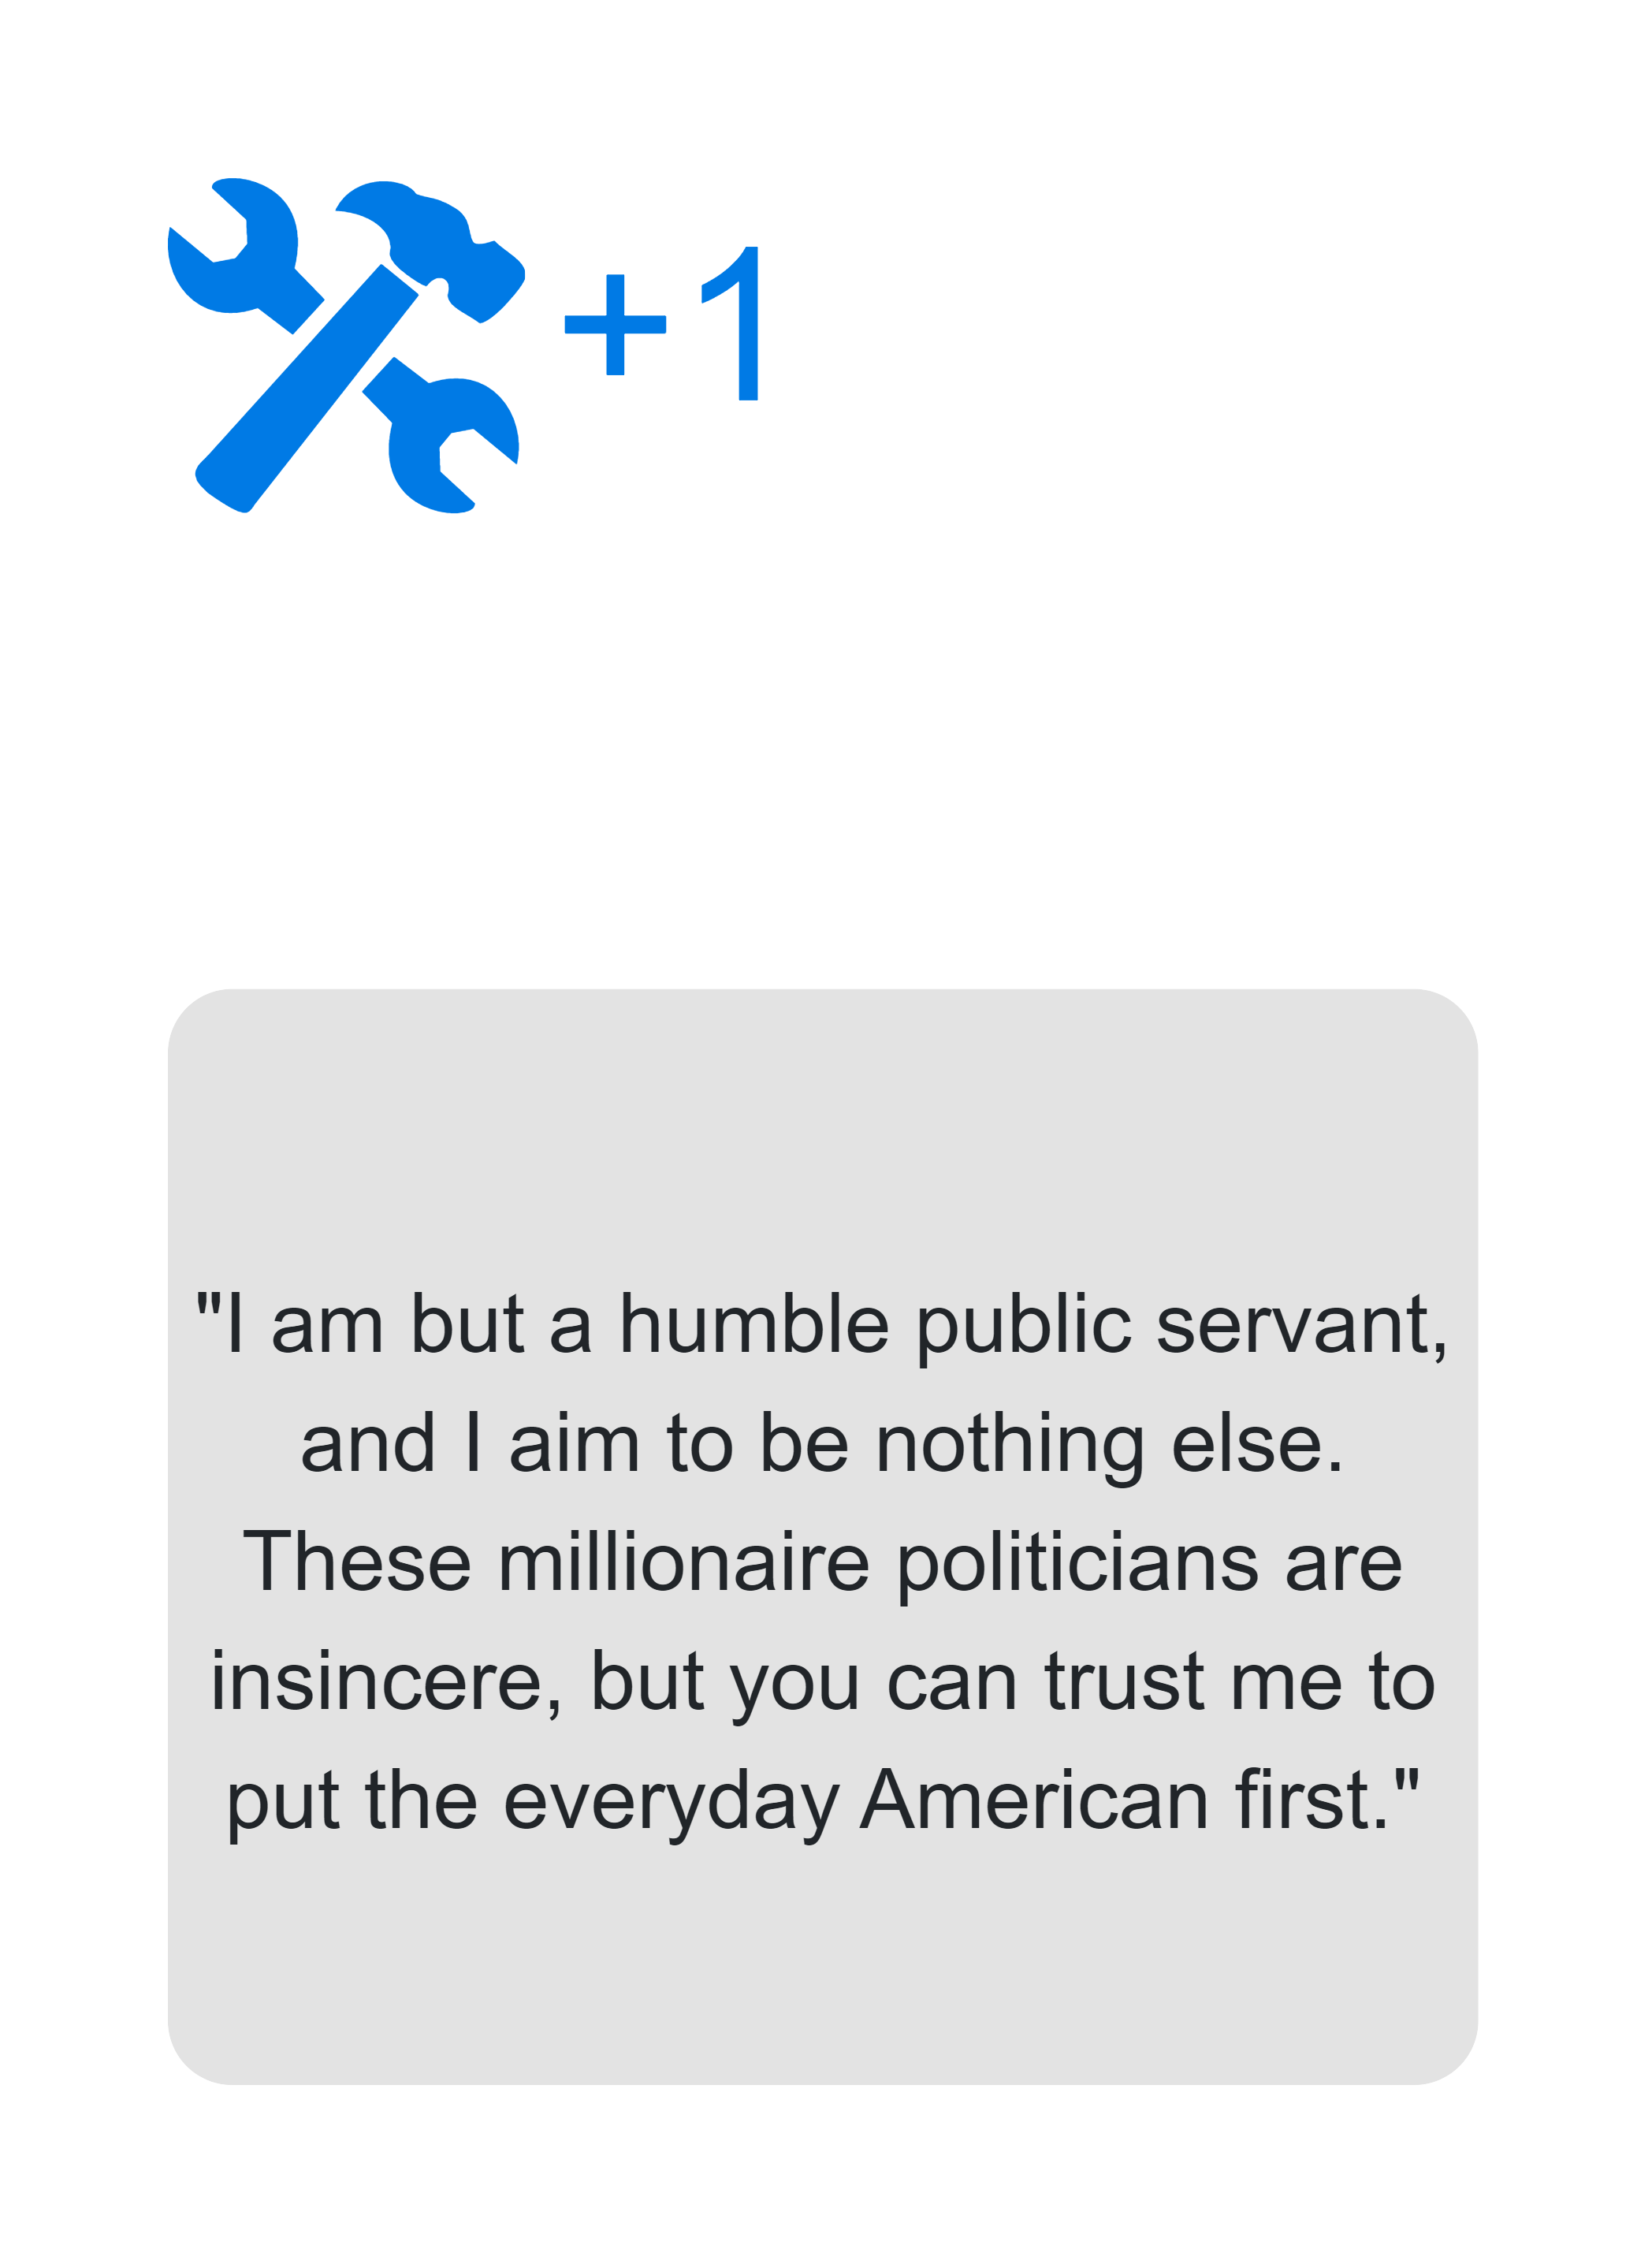 +1
"I am but a humble public servant,
and I aim to be nothing else.
These millionaire politicians are
insincere, but you can trust me to
put the everyday American first."